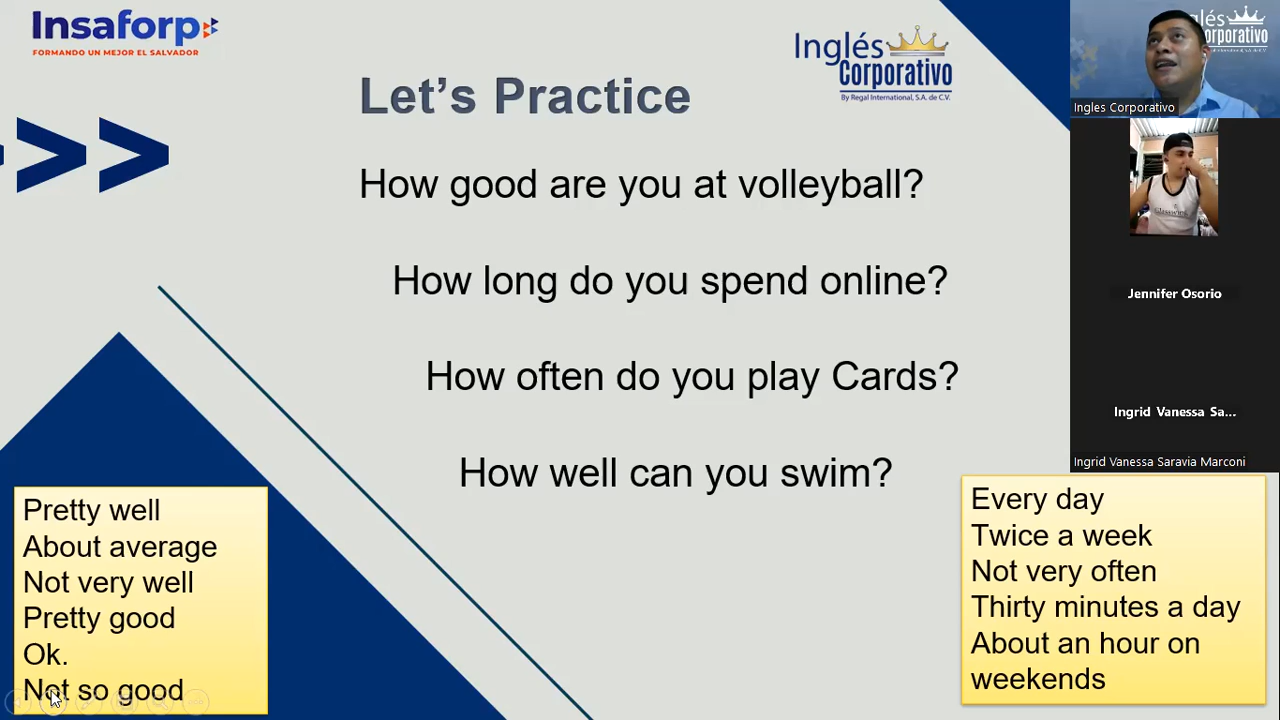 Insaforp
FORMANDO UN MEJOR EL SALVADOR
Inglés
Corporativo
By Regal International, S.A. de C.V.
Let's Practice
>>
How good are you at volleyball?
How long do you spend online?
How often do you play Cards?
How well can you swim?
Pretty well
About average
Not very well
Pretty good
Ok.
Not so good
Every day
Twice a week
Not very often
Thirty minutes a day
About an hour on
weekends
Ingles Corporativo
Jennifer Osorio
Ingrid Vanessa Sa...
Ingrid Vanessa Saravia Marconi